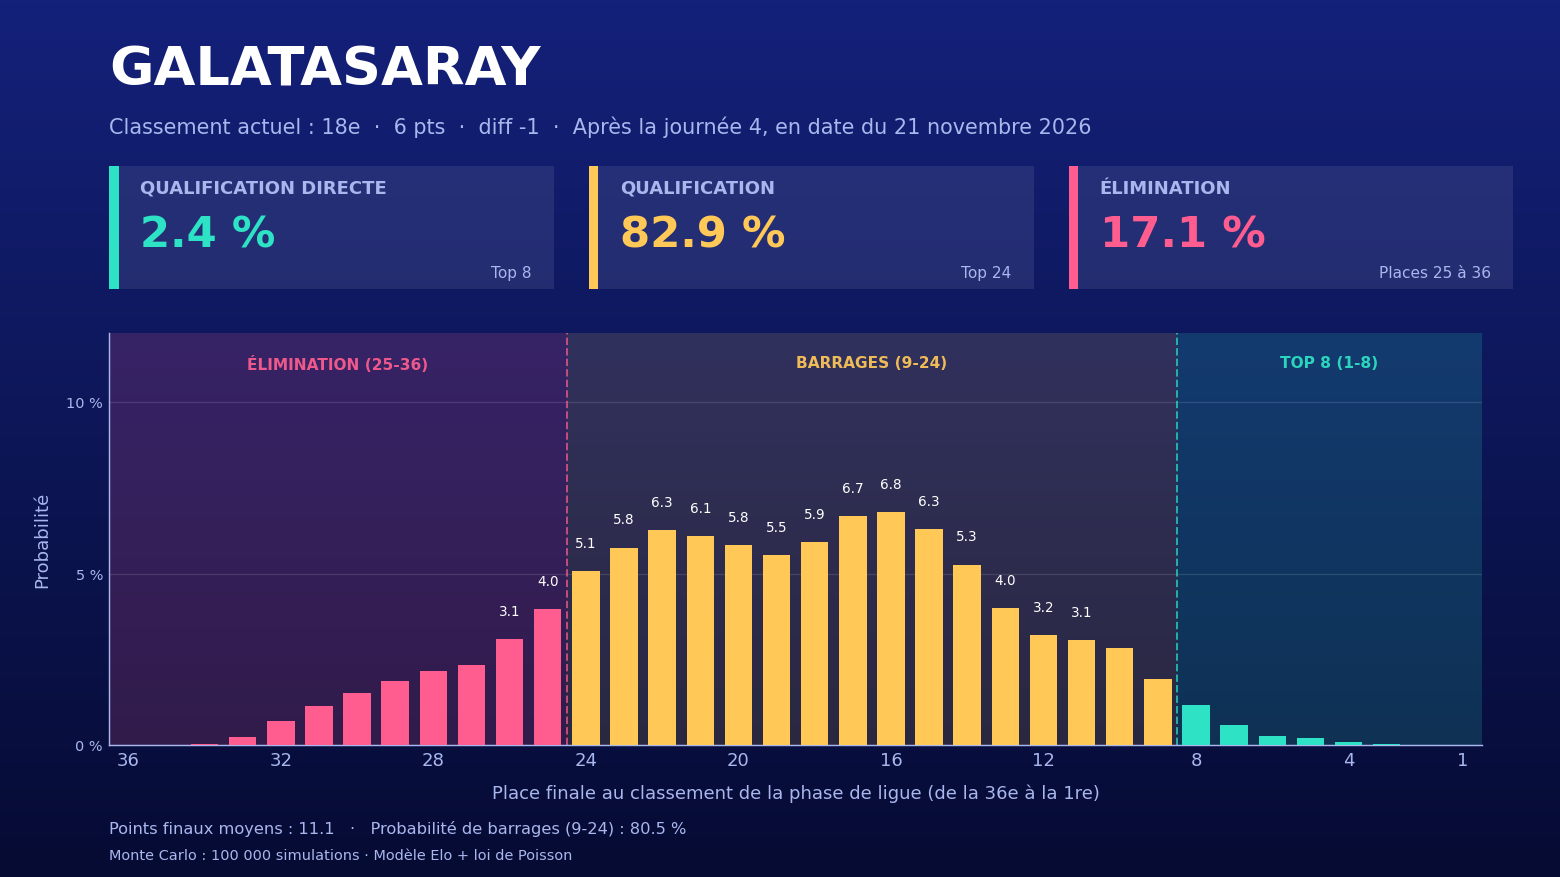 GALATASARAY
Classement actuel : 18e · 6 pts · diff -1 · Après la journée 4, en date du 21 novembre 2026
QUALIFICATION DIRECTE
2.4 %
Top 8
QUALIFICATION
82.9 %
Top 24
ÉLIMINATION
17.1 %
Places 25 à 36
ÉLIMINATION (25-36)
BARRAGES (9-24)
TOP 8 (1-8)
10 %
5 %
0 %
Probabilité
3.1
4.0
5.1
5.8
6.3
6.1
5.8
5.5
5.9
6.7
6.8
6.3
5.3
4.0
3.2
3.1
36 32 28 24 20 16 12 8 4 1
Place finale au classement de la phase de ligue (de la 36e à la 1re)
Points finaux moyens : 11.1 · Probabilité de barrages (9-24) : 80.5 %
Monte Carlo : 100 000 simulations · Modèle Elo + loi de Poisson